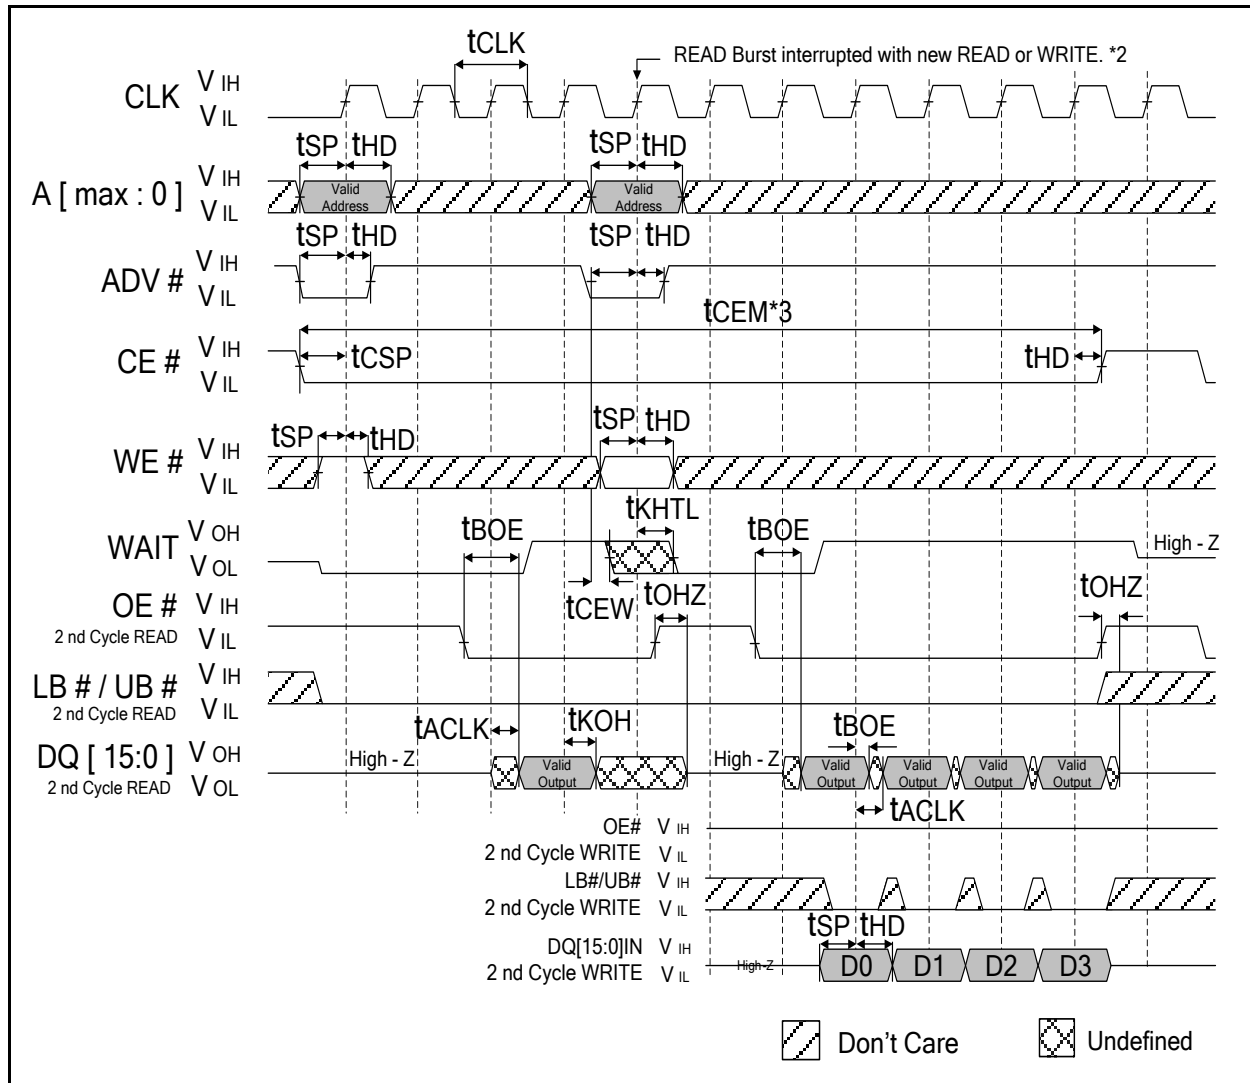 tCLK
READ Burst interrupted with new READ or WRITE. *2
CLK
V IH
V IL
tSP
tHD
tSP
tHD
A [ max : 0 ]
V IH
V IL
Valid
Address
Valid
Address
tSP
tHD
tSP
tHD
ADV #
V IH
V IL
tCEM*3
CE #
V IH
V IL
tCSP
tHD
tSP
tHD
tSP
tHD
WE #
V IH
V IL
tKHTL
tBOE
tBOE
WAIT
V OH
V OL
High - Z
tCEW
tOHZ
tOHZ
OE #
2 nd Cycle READ
V IH
V IL
LB # / UB #
2 nd Cycle READ
V IH
V IL
tACLK
tKOH
tBOE
DQ [ 15:0 ]
2 nd Cycle READ
V OH
V OL
High - Z
Valid
Output
High - Z
Valid
Output
Valid
Output
Valid
Output
Valid
Output
tACLK
OE#
2 nd Cycle WRITE
V IH
V IL
LB#/UB#
2 nd Cycle WRITE
V IH
V IL
tSP
tHD
DQ[15:0]IN
2 nd Cycle WRITE
V IH
V IL
High-Z
D0
D1
D2
D3
Don't Care
Undefined